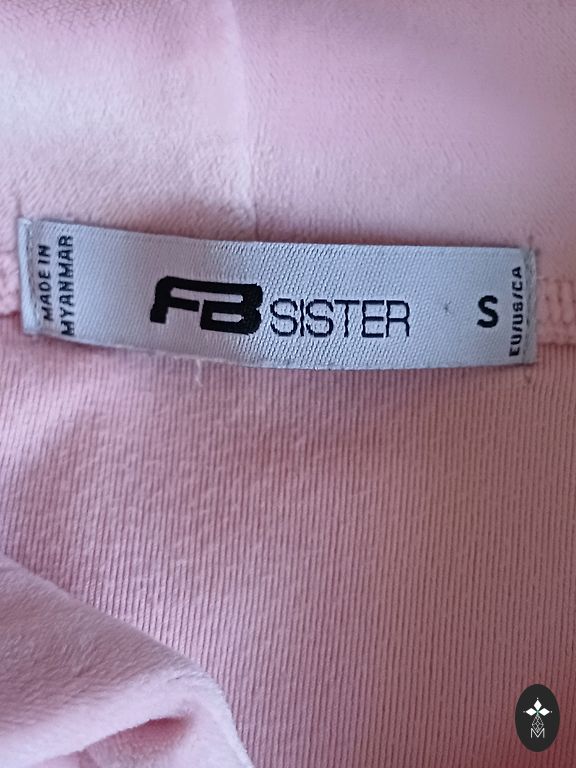 MADE IN
MYANMAR
FB SISTER
S
EU/US/CA
M